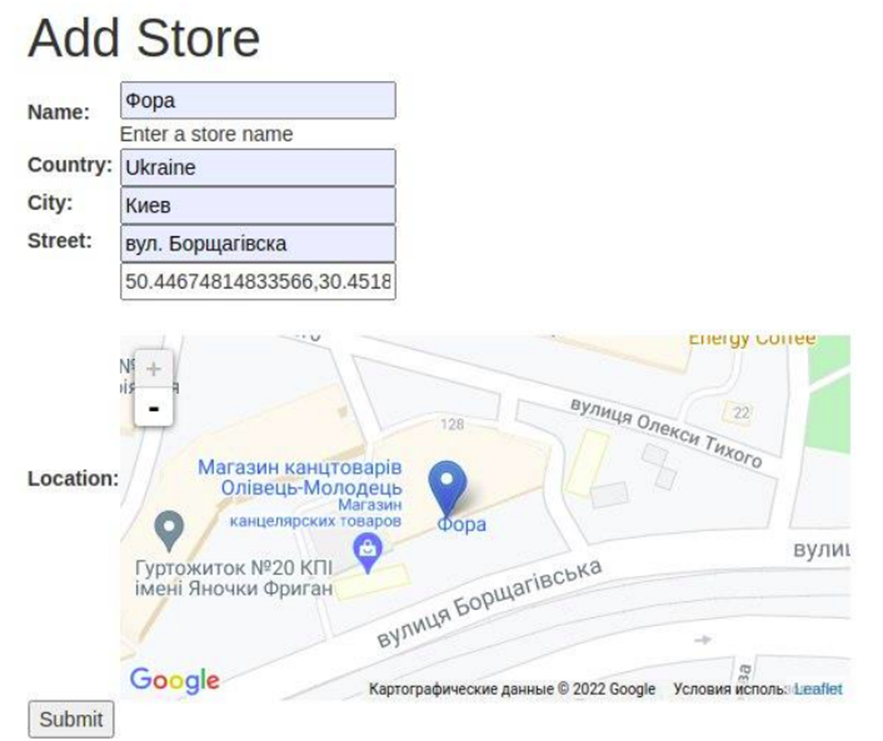 Add Store
Name:
Фора
Enter a store name
Country:
Ukraine
City:
Киев
Street:
вул. Борщагівска
50.44674814833566,30.4518
Location:
+
-
Energy Coffee
вулиця Олекси Тихого
22
128
Магазин канцтоварів
Олівець-Молодець
Магазин
канцелярских товаров
Фора
Гуртожиток №20 КПІ
імені Яночки Фриган
вулиця Борщагівська
вулиц
Google
Картографические данные © 2022 Google
Условия исполь
Leaflet
Submit